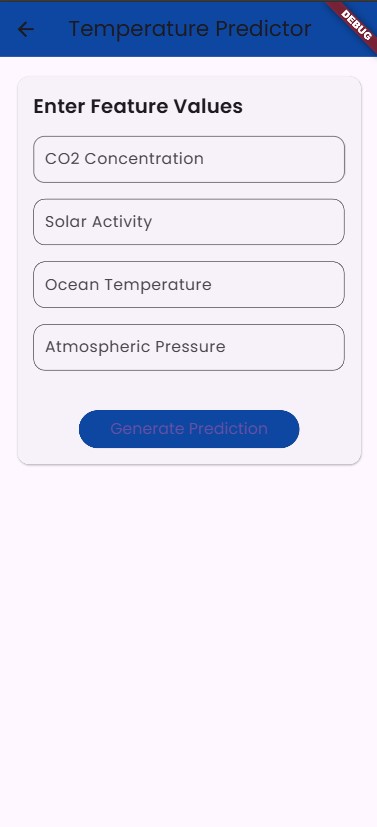 Temperature Predictor
DEBUG
Enter Feature Values
CO2 Concentration
Solar Activity
Ocean Temperature
Atmospheric Pressure
Generate Prediction